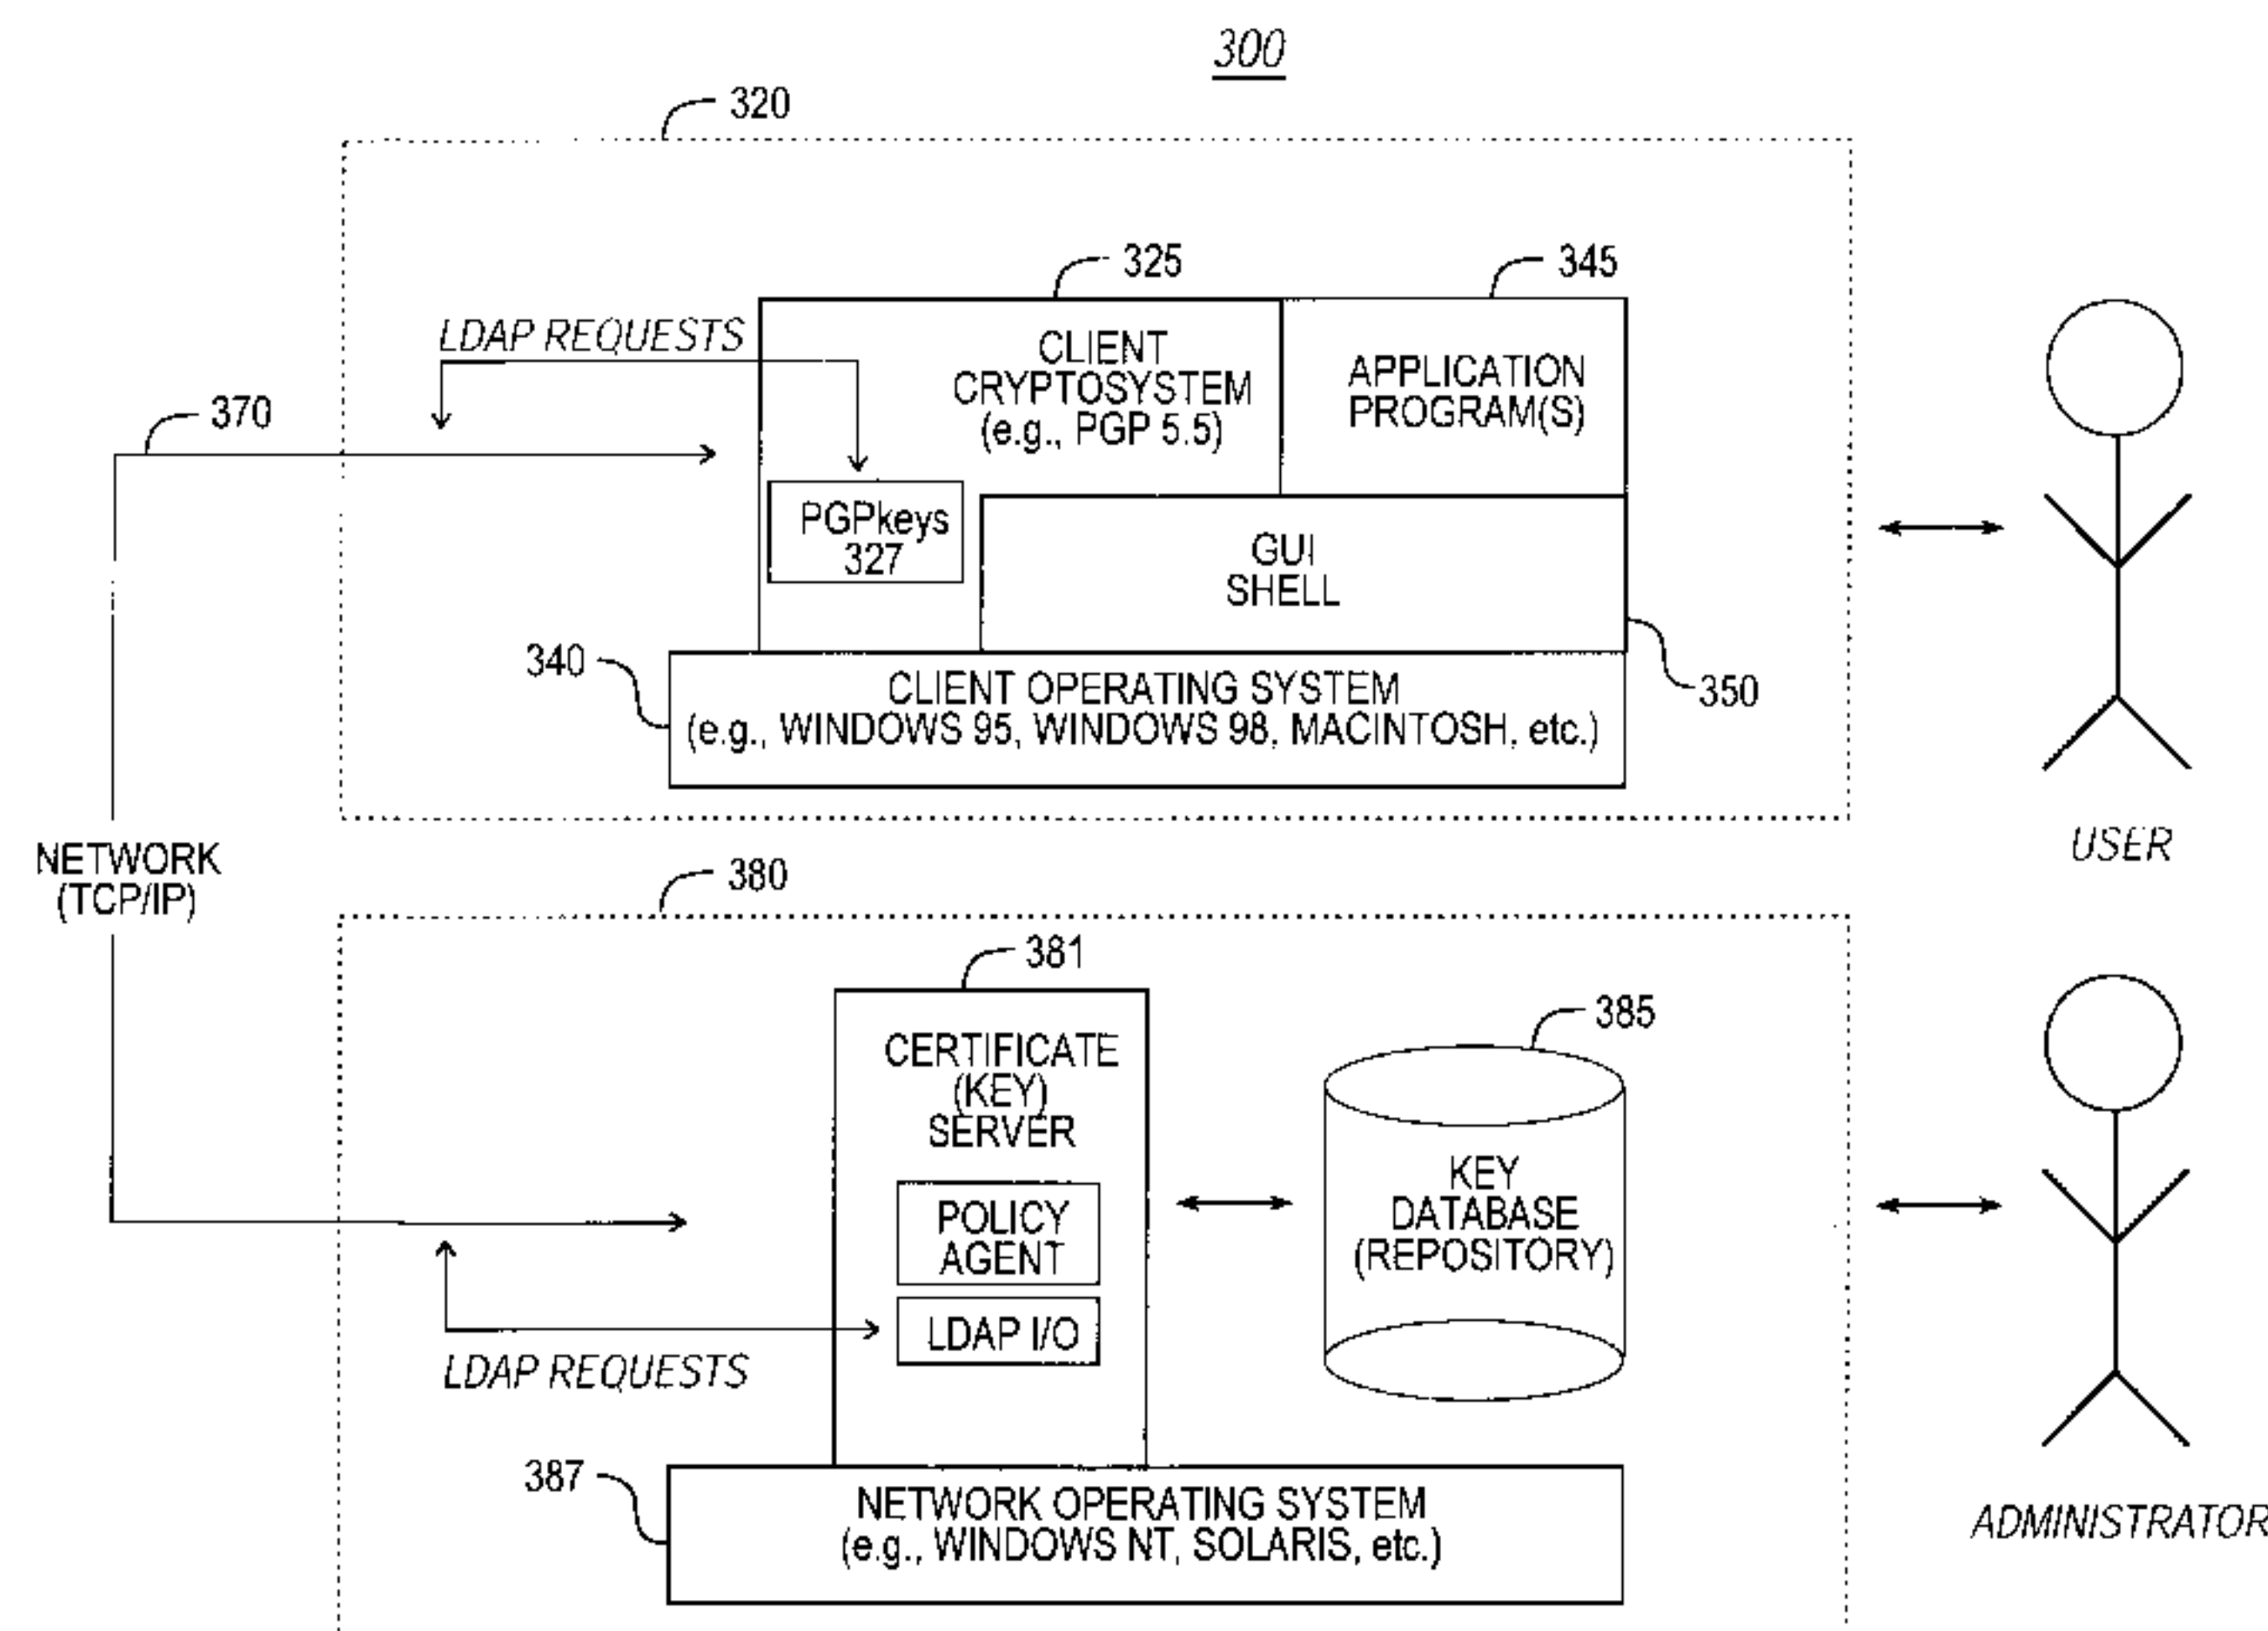 300
320
325
345
LDAP REQUESTS
CLIENT
CRYPTOSYSTEM
(e.g., PGP 5.5)
APPLICATION
PROGRAM(S)
370
PGPkeys
327
GUI
SHELL
340
CLIENT OPERATING SYSTEM
(e.g., WINDOWS 95, WINDOWS 98, MACINTOSH, etc.)
350
USER
NETWORK
(TCP/IP)
380
381
385
CERTIFICATE
(KEY)
SERVER
POLICY
AGENT
LDAP I/O
KEY
DATABASE
(REPOSITORY)
LDAP REQUESTS
387
NETWORK OPERATING SYSTEM
(e.g., WINDOWS NT, SOLARIS, etc.)
ADMINISTRATOR